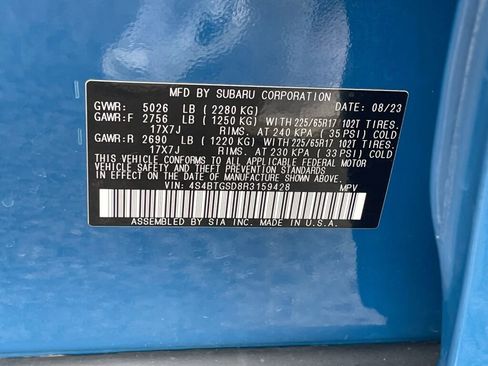 MFD BY SUBARU CORPORATION
GVWR: 5026 LB ( 2280 KG) DATE: 08/23
GAWR:F 2756 LB ( 1250 KG) WITH 225/65R17 102T TIRES.
17X7J RIMS. AT 240 KPA ( 35 PSI) COLD
GAWR:R 2690 LB ( 1220 KG) WITH 225/65R17 102T TIRES.
17X7J RIMS. AT 230 KPA ( 33 PSI) COLD
THIS VEHICLE CONFORMS TO ALL APPLICABLE FEDERAL MOTOR
VEHICLE SAFETY AND THEFT PREVENTION STANDARDS
IN EFFECT ON THE DATE OF MANUFACTURE SHOWN ABOVE.
VIN: 4S4BTGSD8R3159428 MPV
ASSEMBLED BY SIA INC. MADE IN U.S.A.